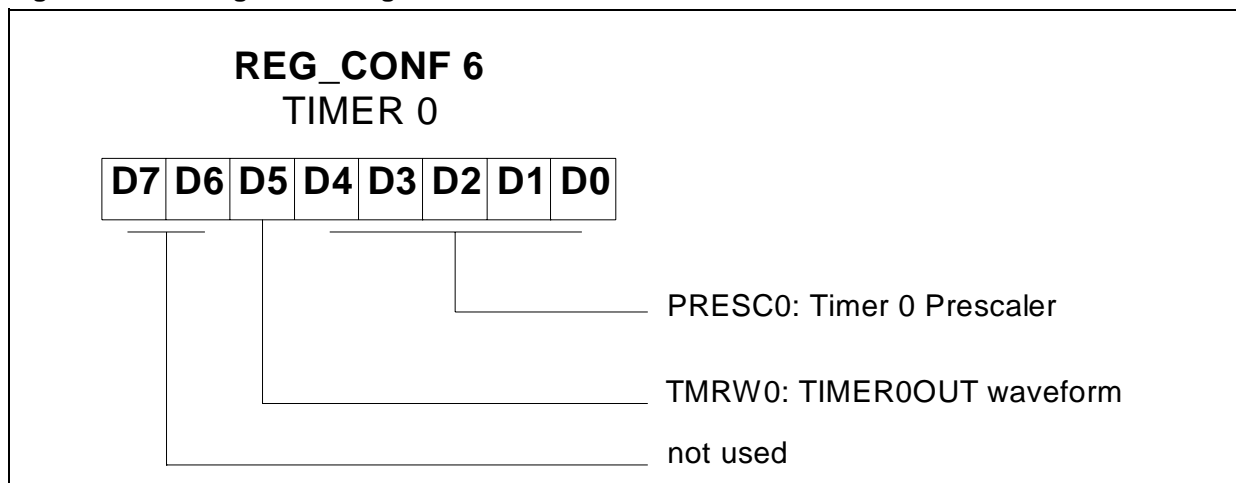 REG_CONF 6
TIMER 0
D7 D6 D5 D4 D3 D2 D1 D0
PRESC0: Timer 0 Prescaler
TMRW0: TIMER0OUT waveform
not used